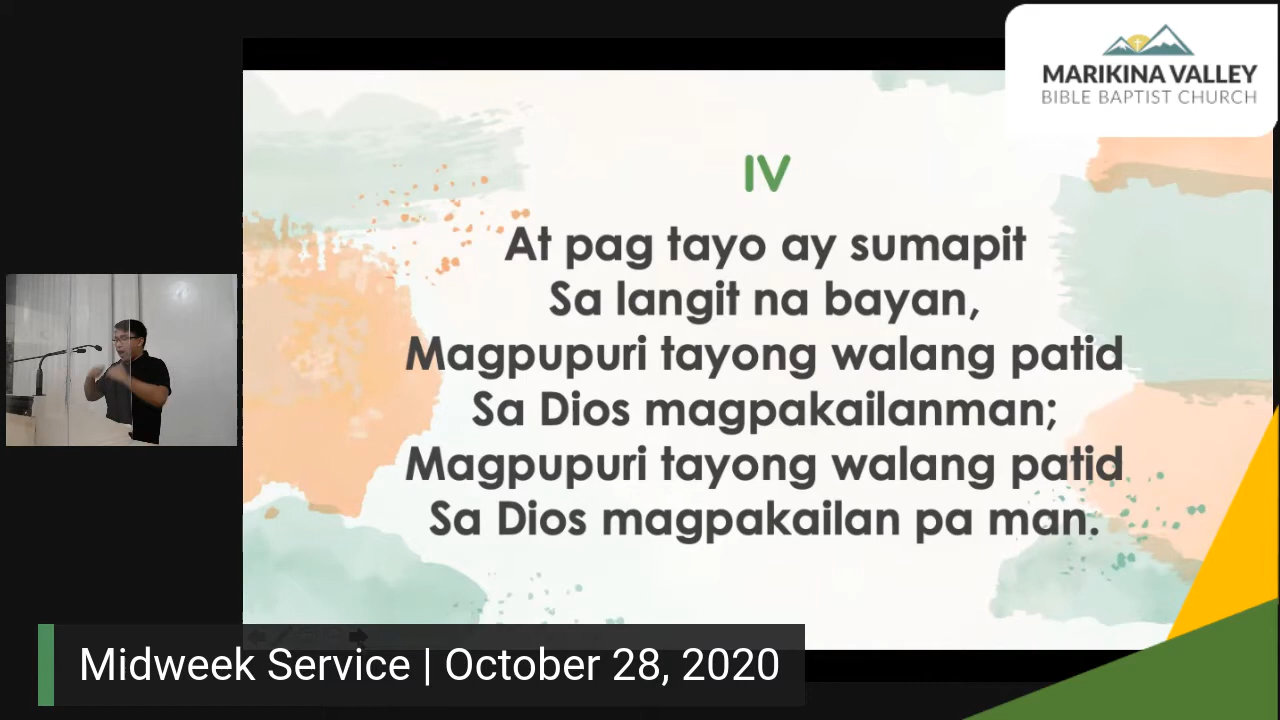 MARIKINA VALLEY
BIBLE BAPTIST CHURCH
IV
At pag tayo ay sumapit
Sa langit na bayan,
Magpupuri tayong walang patid
Sa Dios magpakailanman;
Magpupuri tayong walang patid
Sa Dios magpakailan pa man.
Midweek Service | October 28, 2020